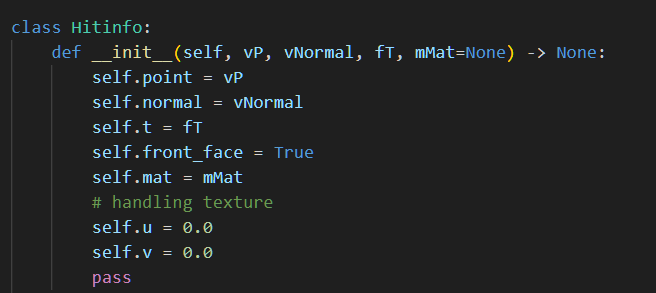 class Hitinfo:
    def __init__(self, vP, vNormal, fT, mMat=None) -> None:
        self.point = vP
        self.normal = vNormal
        self.t = fT
        self.front_face = True
        self.mat = mMat
        # handling texture
        self.u = 0.0
        self.v = 0.0
        pass